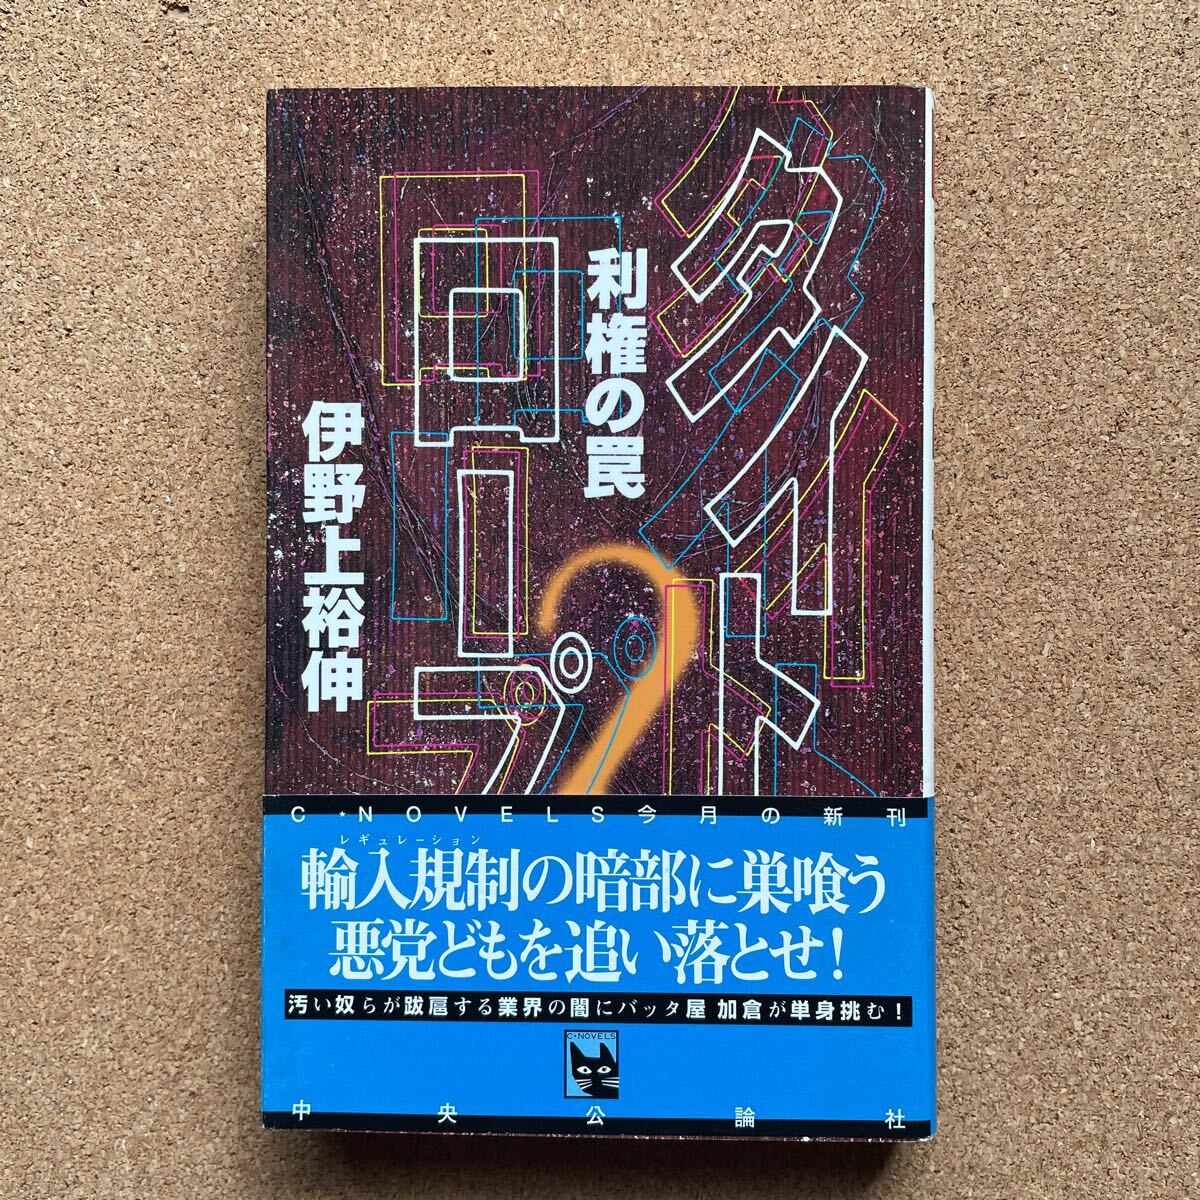 タイト
ロープ
利権の罠
伊野上裕伸
C★NOVELS今月の新刊
レギュレーション
輸入規制の暗部に巣喰う
悪党どもを追い落とせ!
汚い奴らが跋扈する業界の闇にバッタ屋 加倉が単身挑む!
C★NOVELS
中央公論社